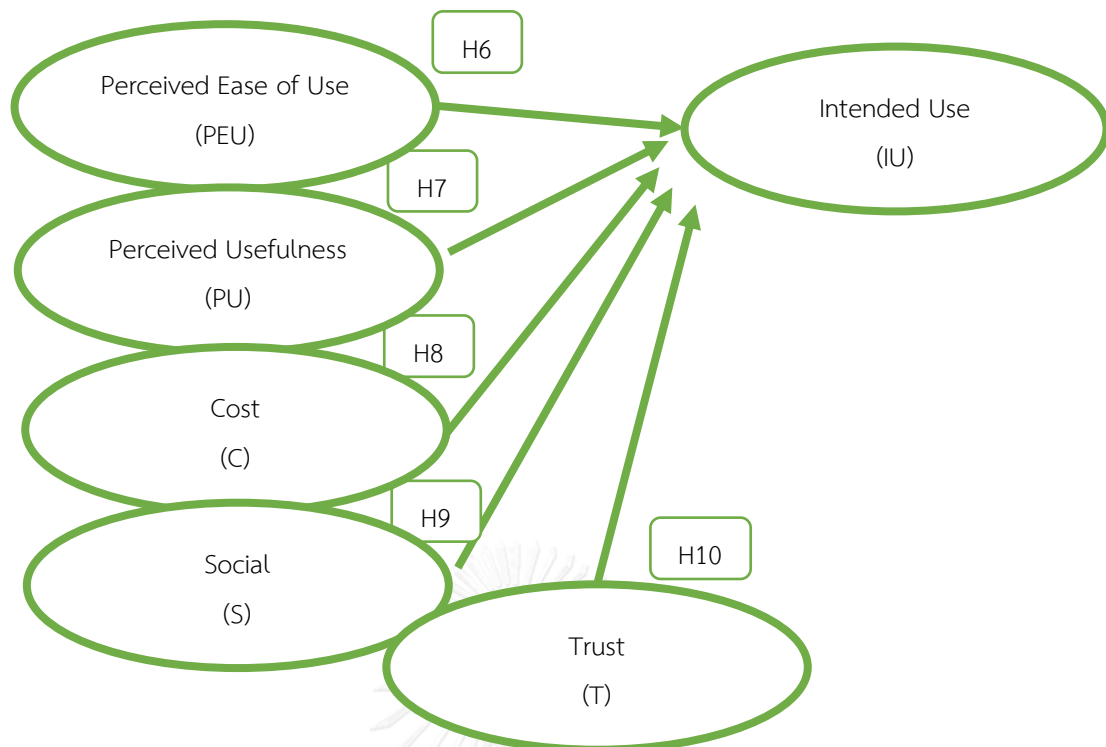 H6
Perceived Ease of Use
(PEU)
Intended Use
(IU)
H7
Perceived Usefulness
(PU)
H8
Cost
(C)
H9
Social
(S)
H10
Trust
(T)